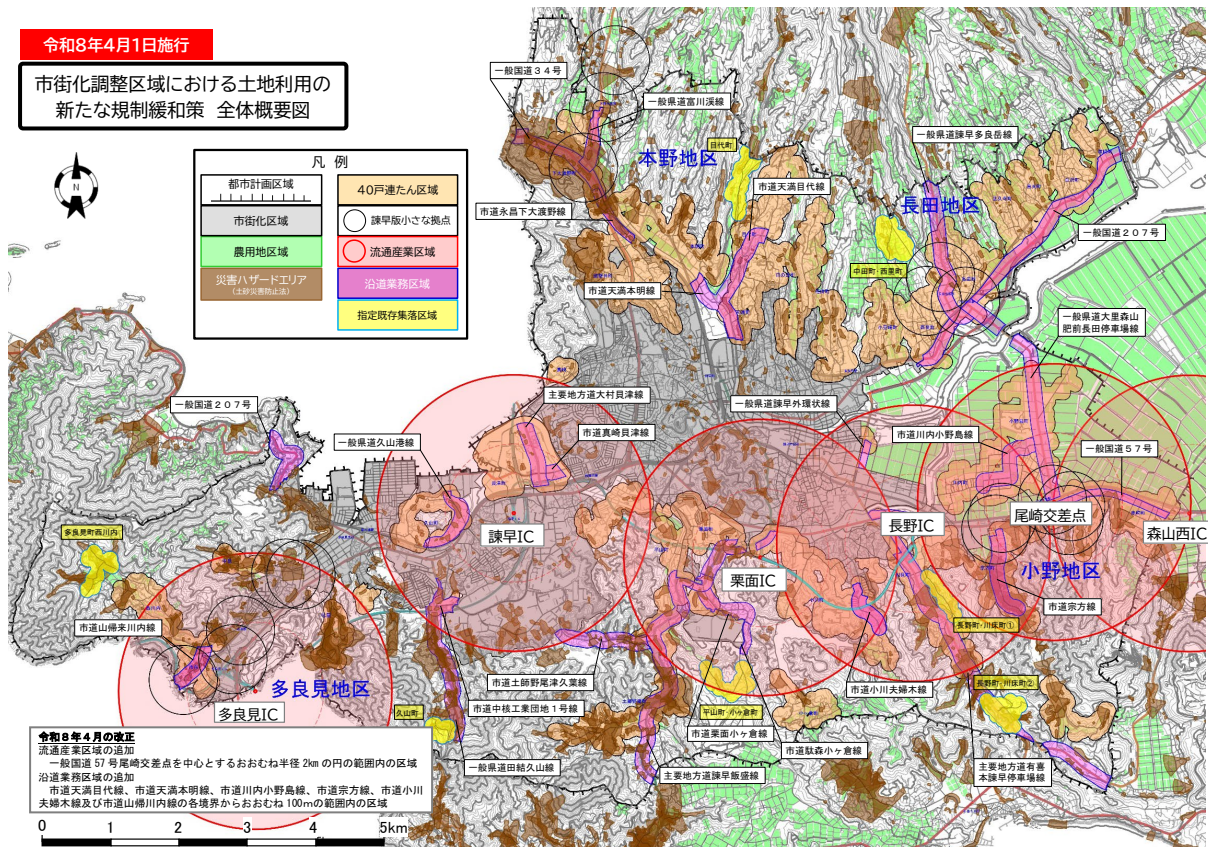 令和8年4月1日施行
市街化調整区域における土地利用の
新たな規制緩和策 全体概要図
N
凡 例
都市計画区域
市街化区域
農用地区域
災害ハザードエリア
(土砂災害防止法)
40戸連たん区域
諫早版小さな拠点
流通産業区域
沿道業務区域
指定既存集落区域
一般国道34号
一般県道富川渓線
本野地区
目代町
市道天満目代線
市道永昌下大渡野線
市道天満本明線
一般県道諫早多良岳線
長田地区
一般国道207号
中田町・西里町
一般県道大里森山
肥前長田停車場線
一般国道207号
主要地方道大村貝津線
一般県道久山港線
市道真崎貝津線
一般県道諫早外環状線
市道川内小野島線
一般国道57号
諫早IC
長野IC
尾崎交差点
森山西IC
栗面IC
小野地区
多良見町西川内
市道山帰来川内線
多良見地区
多良見IC
市道宗方線
長野町・川床町①
長野町・川床町②
市道土師野尾津久葉線
市道中核工業団地1号線
久山町
一般県道田結久山線
平山町・小ヶ倉町
市道小川夫婦木線
市道栗面小ヶ倉線
市道駄森小ヶ倉線
主要地方道諫早飯盛線
主要地方道有喜
本諫早停車場線
令和8年4月の改正
流通産業区域の追加
一般国道57号尾崎交差点を中心とするおおむね半径2kmの円の範囲内の区域
沿道業務区域の追加
市道天満目代線、市道天満本明線、市道川内小野島線、市道宗方線、市道小川
夫婦木線及び市道山帰川内線の各境界からおおむね100mの範囲内の区域
0 1 2 3 4 5km